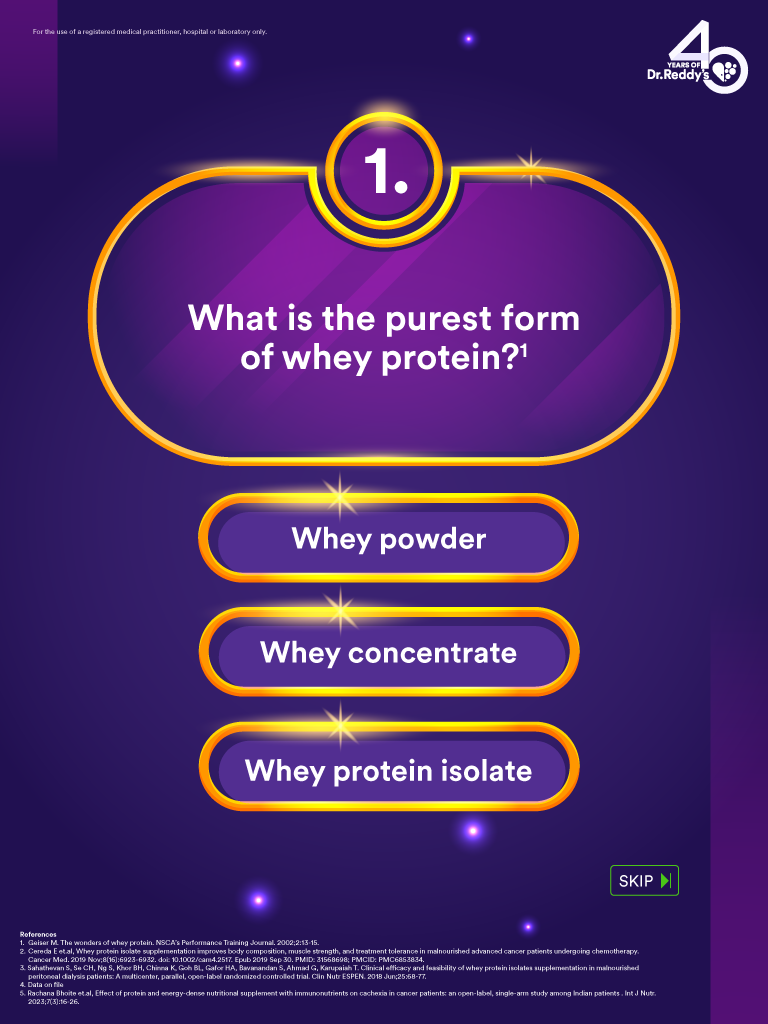 For the use of a registered medical practitioner, hospital or laboratory only.
40
YEARS OF
Dr.Reddy's
1.
What is the purest form
of whey protein?¹
Whey powder
Whey concentrate
Whey protein isolate
SKIP
References
1. Geiser M. The wonders of whey protein. NSCA's Performance Training Journal. 2002;2:13-15.
2. Cereda E et.al, Whey protein isolate supplementation improves body composition, muscle strength, and treatment tolerance in malnourished advanced cancer patients undergoing chemotherapy.
Cancer Med. 2019 Nov;8(16):6923-6932. doi: 10.1002/cam4.2517. Epub 2019 Sep 30. PMID: 31568698; PMCID: PMC6853834.
3. Sahathevan S, Se CH, Ng S, Khor BH, Chinna K, Goh BL, Gafor HA, Bavanandan S, Ahmad G, Karupaiah T. Clinical efficacy and feasibility of whey protein isolates supplementation in malnourished
peritoneal dialysis patients: A multicenter, parallel, open-label randomized controlled trial. Clin Nutr ESPEN. 2018 Jun;25:68-77.
4. Data on file
5. Rachana Bhoite et.al, Effect of protein and energy-dense nutritional supplement with immunonutrients on cachexia in cancer patients: an open-label, single-arm study among Indian patients . Int J Nutr.
2023;7(3):16-26.